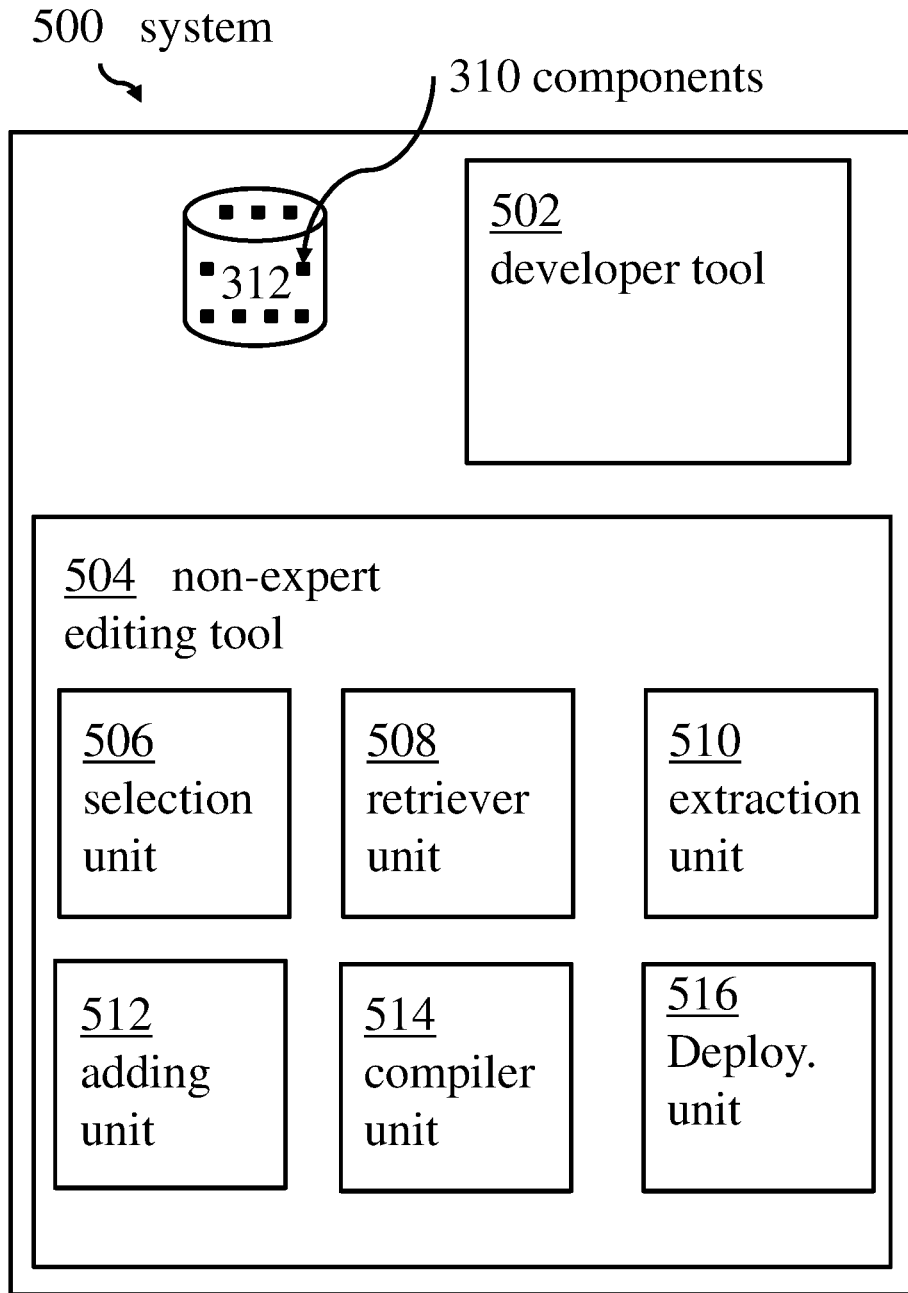 500 system
310 components
312
502
developer tool
504 non-expert
editing tool
506
selection
unit
508
retriever
unit
510
extraction
unit
512
adding
unit
514
compiler
unit
516
Deploy.
unit